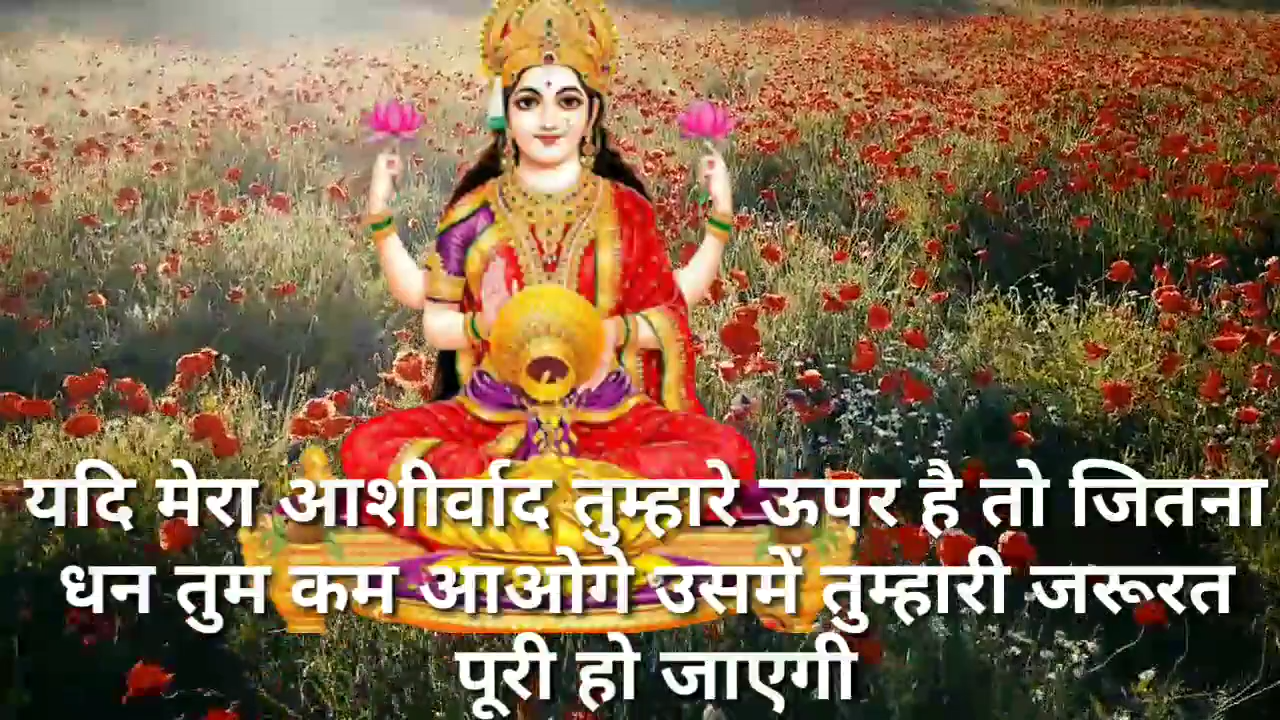 यदि मेरा आशीर्वाद तुम्हारे ऊपर है तो जितना
धन तुम कम आओगे उसमें तुम्हारी जरूरत
पूरी हो जाएगी